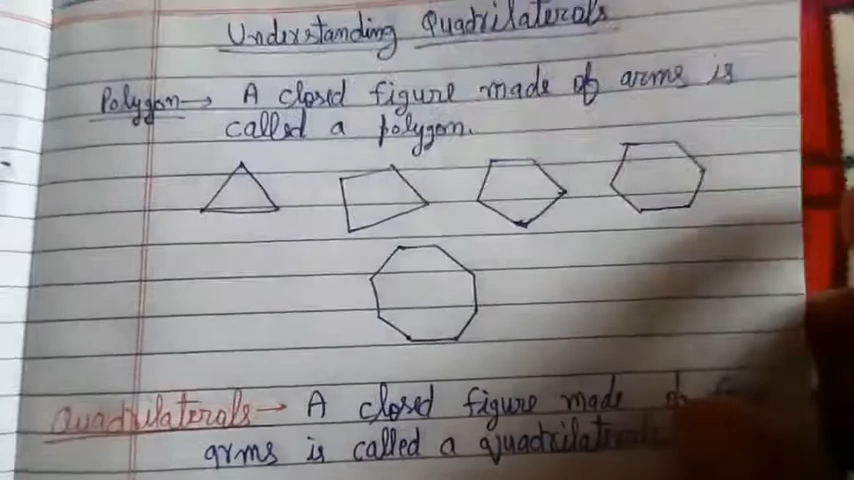 Understanding Quadrilaterals
Polygon → A closed figure made of arms is
called a polygon.
Quadrilaterals → A closed figure made of
arms is called a quadrilateral